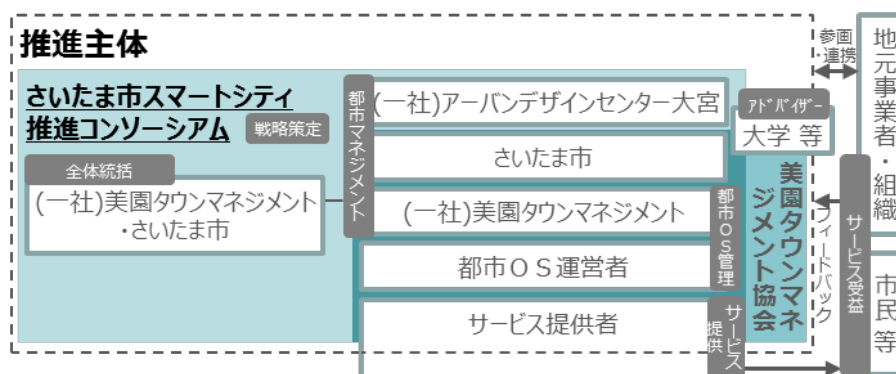 推進主体
さいたま市スマートシティ
推進コンソーシアム
戦略策定
全体統括
(一社)美園タウンマネジメント
・さいたま市
都市マネジメント
(一社)アーバンデザインセンター大宮
さいたま市
(一社)美園タウンマネジメント
都市OS管理
都市OS運営者
サービス提供者
サービス
提供
アドバイザー
大学 等
美園タウンマネ
ジメント協会
参画
・連携
フィードバック
サービス受益
地元事業者・組織
市民等